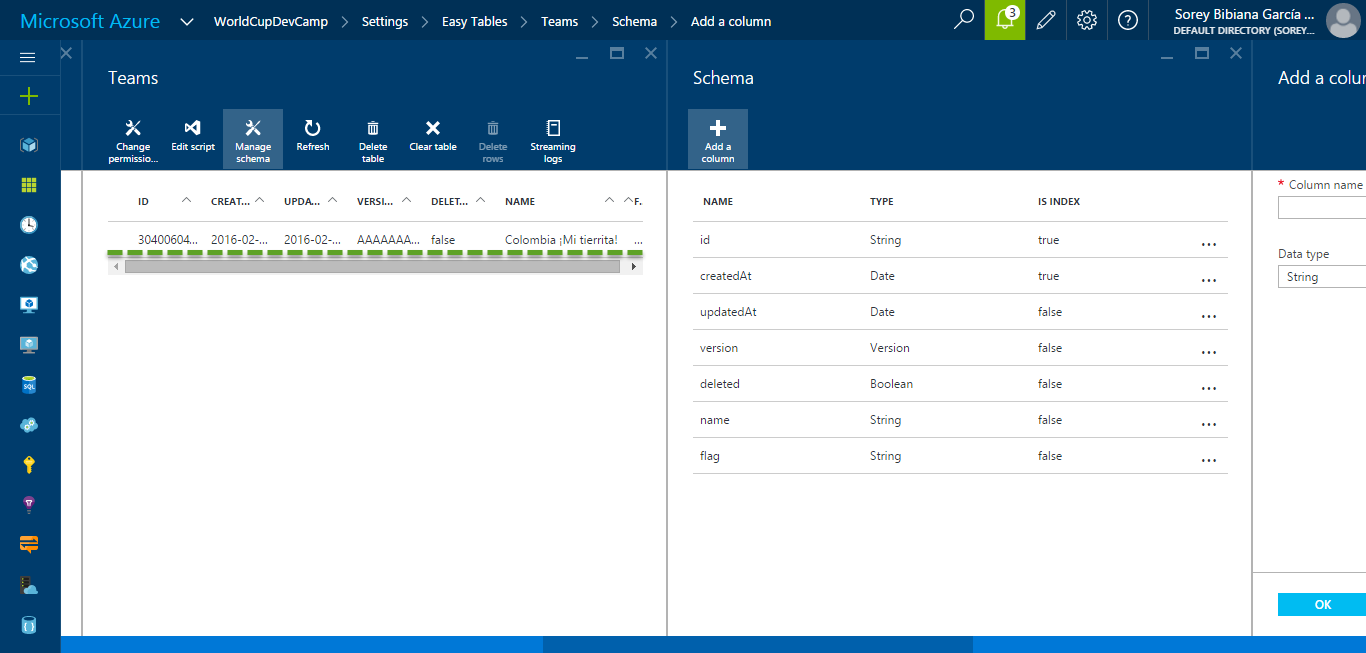 Microsoft Azure WorldCupDevCamp Settings Easy Tables Teams Schema Add a column
3
Sorey Bibiana García ...
DEFAULT DIRECTORY (SOREY...
Teams
Change permissio...
Edit script
Manage schema
Refresh
Delete table
Clear table
Delete rows
Streaming logs
ID CREAT... UPDA... VERSI... DELET... NAME F.
30400604... 2016-02-... 2016-02-... AAAAAAA... false Colombia ¡Mi tierrita! ...
Schema
Add a column
NAME TYPE IS INDEX
id String true ...
createdAt Date true ...
updatedAt Date false ...
version Version false ...
deleted Boolean false ...
name String false ...
flag String false ...
Add a colur
* Column name
Data type
String
OK
SQL